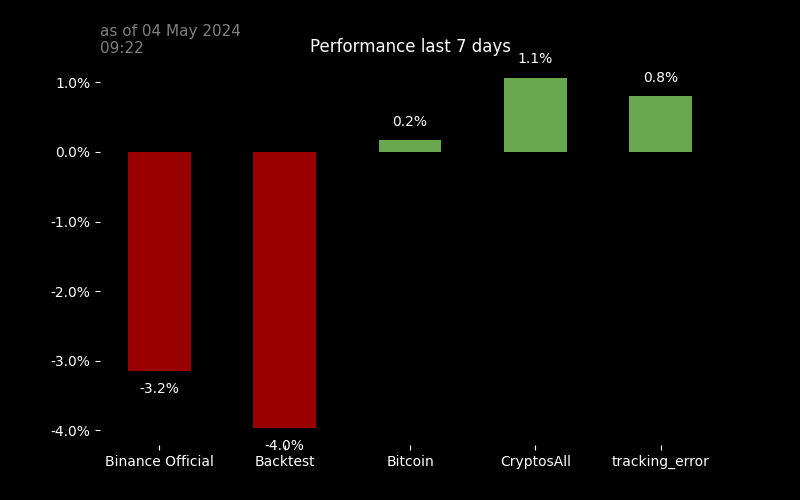 as of 04 May 2024
09:22
Performance last 7 days
1.0%
0.0%
-1.0%
-2.0%
-3.0%
-4.0%
-3.2%
-4.0%
0.2%
1.1%
0.8%
Binance Official
Backtest
Bitcoin
CryptosAll
tracking_error